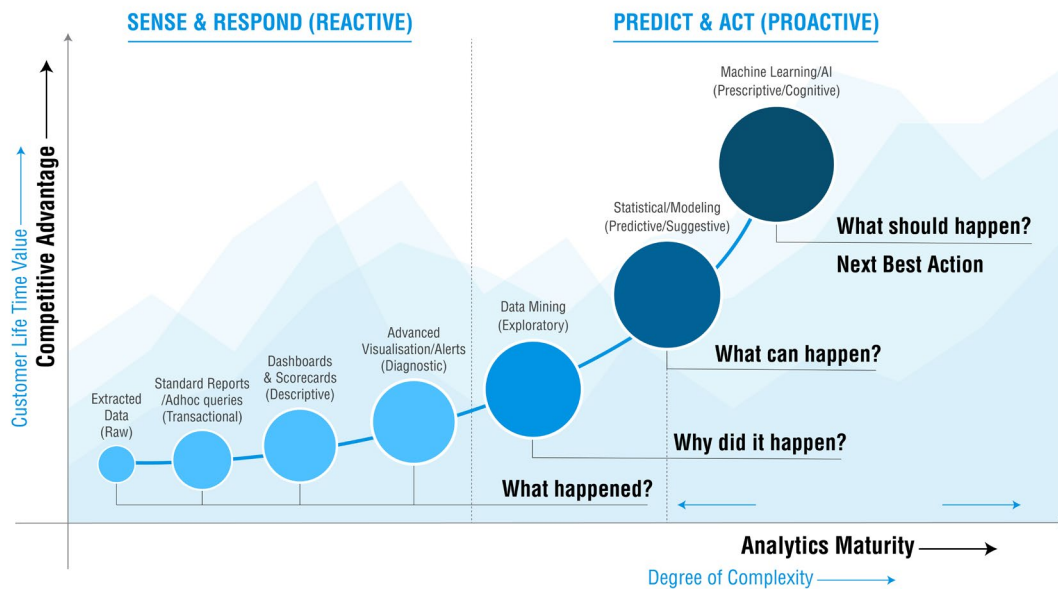 SENSE & RESPOND (REACTIVE)
PREDICT & ACT (PROACTIVE)
Customer Life Time Value
Competitive Advantage
Extracted
Data
(Raw)
Standard Reports
/Adhoc queries
(Transactional)
Dashboards
& Scorecards
(Descriptive)
Advanced
Visualisation/Alerts
(Diagnostic)
Data Mining
(Exploratory)
Statistical/Modeling
(Predictive/Suggestive)
Machine Learning/AI
(Prescriptive/Cognitive)
What should happen?
Next Best Action
What can happen?
Why did it happen?
What happened?
Analytics Maturity
Degree of Complexity